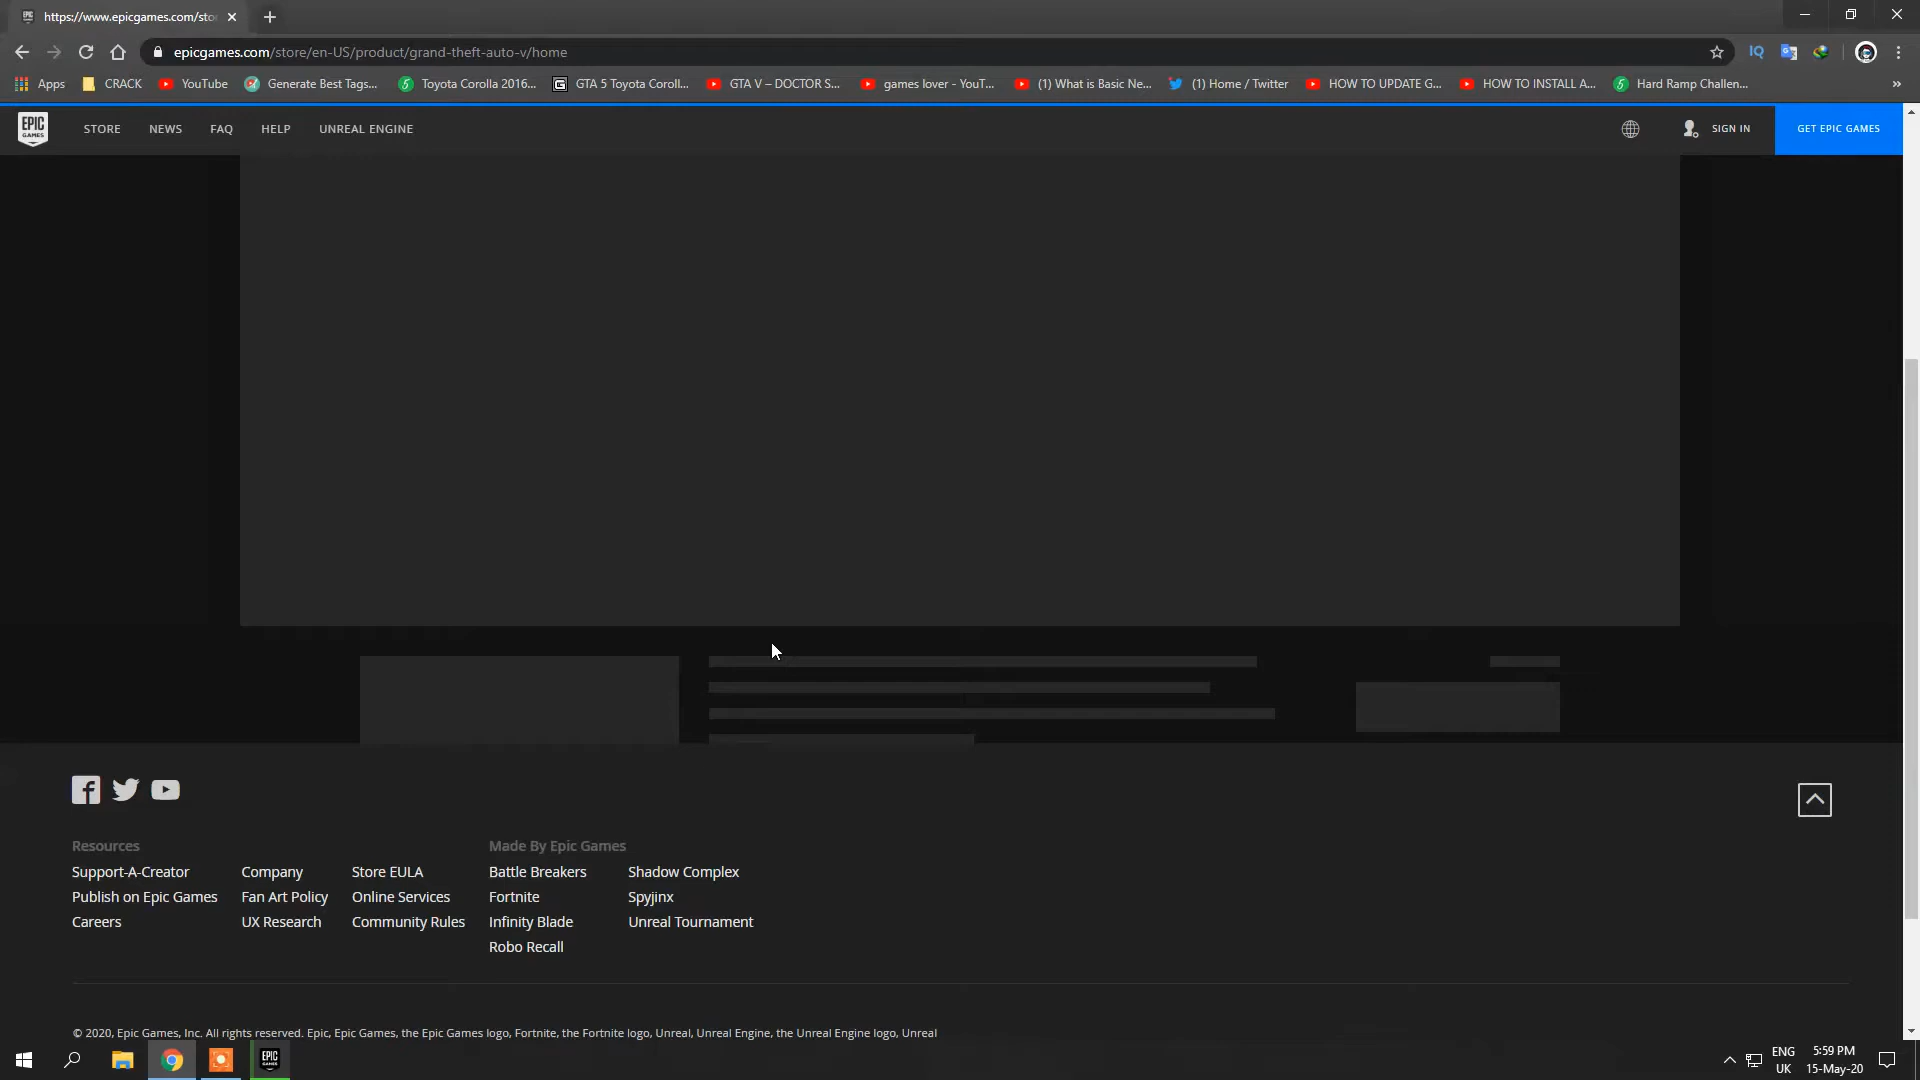 https://www.epicgames.com/sto
epicgames.com/store/en-US/product/grand-theft-auto-v/home
Apps CRACK YouTube Generate Best Tags... Toyota Corolla 2016... GTA 5 Toyota Coroll... GTA V – DOCTOR S... games lover - YouT... (1) What is Basic Ne... (1) Home / Twitter HOW TO UPDATE G... HOW TO INSTALL A... Hard Ramp Challen... »
EPIC GAMES STORE NEWS FAQ HELP UNREAL ENGINE SIGN IN GET EPIC GAMES
Resources Made By Epic Games
Support-A-Creator Company Store EULA Battle Breakers Shadow Complex
Publish on Epic Games Fan Art Policy Online Services Fortnite Spyjinx
Careers UX Research Community Rules Infinity Blade Unreal Tournament
Robo Recall
© 2020, Epic Games, Inc. All rights reserved. Epic, Epic Games, the Epic Games logo, Fortnite, the Fortnite logo, Unreal, Unreal Engine, the Unreal Engine logo, Unreal
EPIC GAMES ENG 5:59 PM
UK 15-May-20